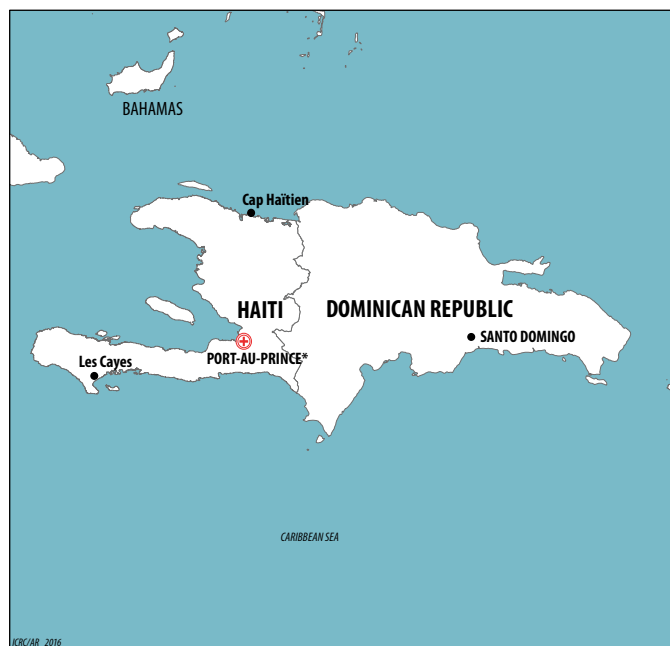 BAHAMAS
Cap Haïtien
HAITI
DOMINICAN REPUBLIC
SANTO DOMINGO
PORT-AU-PRINCE*
Les Cayes
CARIBBEAN SEA
ICRC/AR 2016